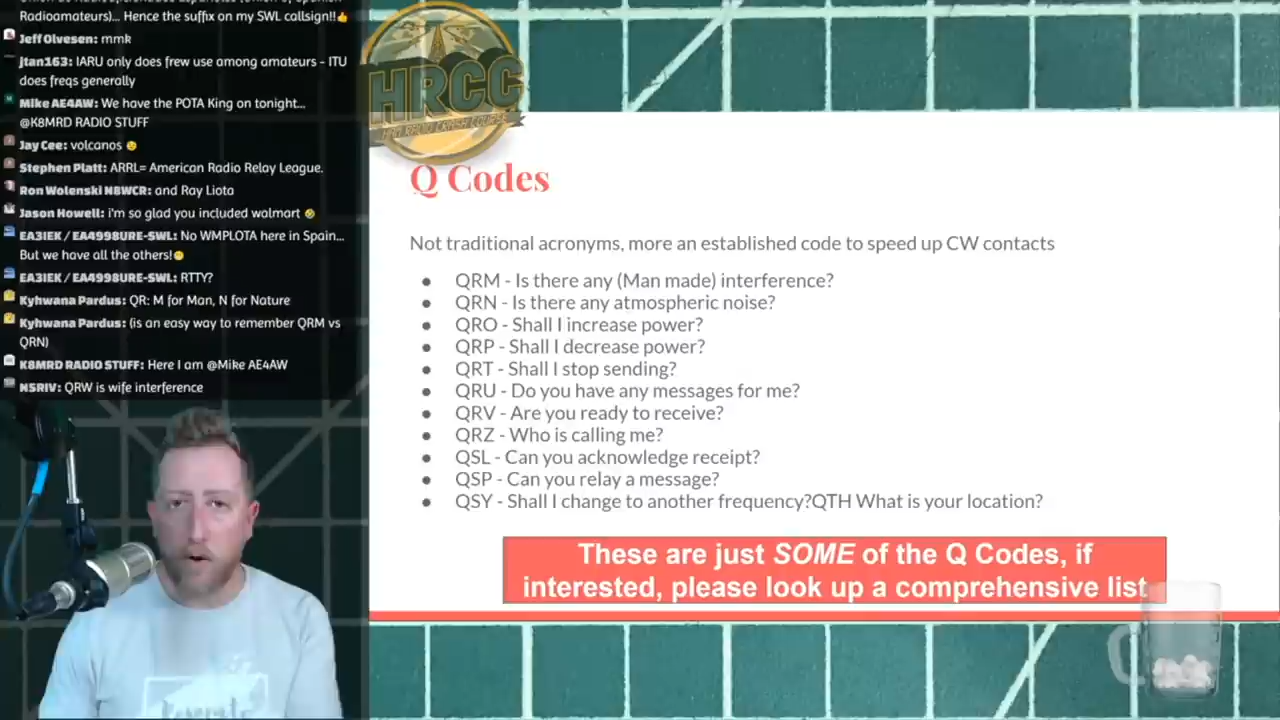 Radioamateurs)... Hence the suffix on my SWL callsign!!👍
Jeff Olvesen: mmk
jtan163: IARU only does frew use among amateurs - ITU
does freqs generally
Mike AE4AW: We have the POTA King on tonight...
@K8MRD RADIO STUFF
Jay Cee: volcanos 😢
Stephen Platt: ARRL= American Radio Relay League.
Ron Wolenski N8WCR: and Ray Liota
Jason Howell: i'm so glad you included walmart 🤣
EA3IEK / EA4998URE-SWL: No WMPLOTA here in Spain...
But we have all the others!😁
EA3IEK / EA4998URE-SWL: RTTY?
Kyhwana Pardus: QR: M for Man, N for Nature
Kyhwana Pardus: (is an easy way to remember QRM vs
QRN)
K8MRD RADIO STUFF: Here I am @Mike AE4AW
N5RIV: QRW is wife interference
HRCC
HAM RADIO CRASH COURSE
Q Codes
Not traditional acronyms, more an established code to speed up CW contacts
● QRM - Is there any (Man made) interference?
● QRN - Is there any atmospheric noise?
● QRO - Shall I increase power?
● QRP - Shall I decrease power?
● QRT - Shall I stop sending?
● QRU - Do you have any messages for me?
● QRV - Are you ready to receive?
● QRZ - Who is calling me?
● QSL - Can you acknowledge receipt?
● QSP - Can you relay a message?
● QSY - Shall I change to another frequency?QTH What is your location?
These are just SOME of the Q Codes, if
interested, please look up a comprehensive list